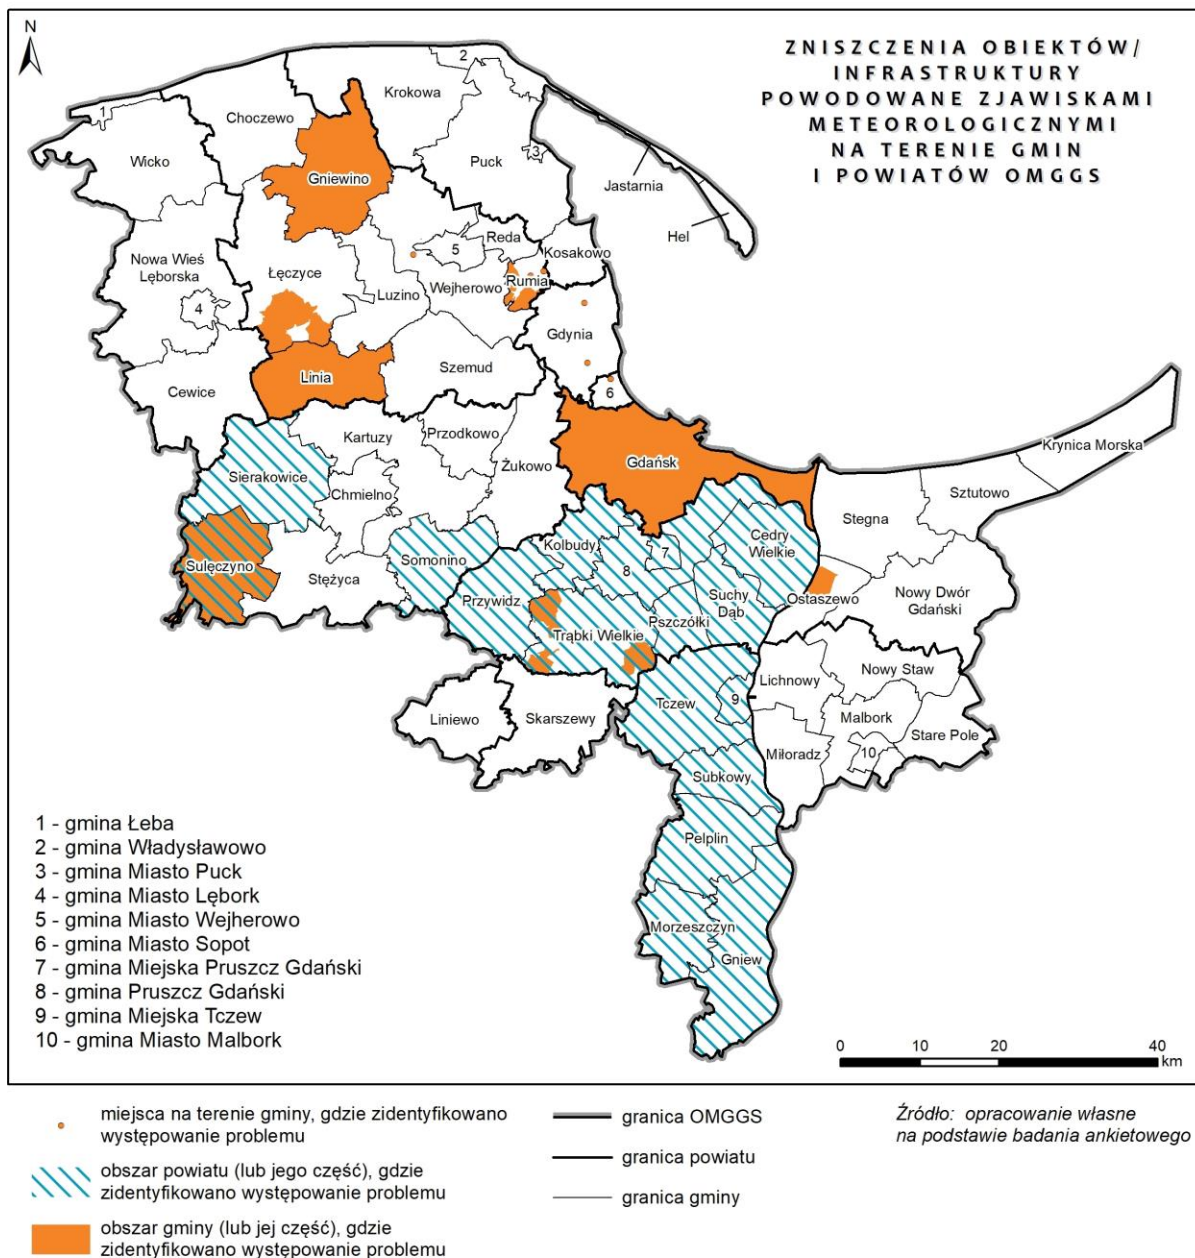 N
ZNISZCZENIA OBIEKTÓW/
INFRASTRUKTURY
POWODOWANE ZJAWISKAMI
METEOROLOGICZNYMI
NA TERENIE GMIN
I POWIATÓW OMGGS
2
1
Krokowa
Choczewo
Wicko
3
Puck
Gniewino
Jastarnia
Hel
Reda
5
Kosakowo
Nowa Wieś
Lęborska
Łęczyce
Rumia
Luzino
Wejherowo
4
Gdynia
Szemud
Linia
6
Cewice
Kartuzy
Przodkowo
Krynica Morska
Żukowo
Gdańsk
Sierakowice
Chmielno
Sztutowo
Stegna
Cedry
Wielkie
Kolbudy
7
Somonino
Sulęczyno
8
Stężyca
Przywidz
Suchy
Dąb
Ostaszewo
Nowy Dwór
Gdański
Pszczółki
Trąbki Wielkie
Lichnowy
Nowy Staw
Tczew
9
Liniewo
Skarszewy
Malbork
Stare Pole
Miłoradz
10
Subkowy
Pelplin
Morzeszczyn
Gniew
1 - gmina Łeba
2 - gmina Władysławowo
3 - gmina Miasto Puck
4 - gmina Miasto Lębork
5 - gmina Miasto Wejherowo
6 - gmina Miasto Sopot
7 - gmina Miejska Pruszcz Gdański
8 - gmina Pruszcz Gdański
9 - gmina Miejska Tczew
10 - gmina Miasto Malbork
0 10 20 40
km
miejsca na terenie gminy, gdzie zidentyfikowano
występowanie problemu
obszar powiatu (lub jego część), gdzie
zidentyfikowano występowanie problemu
obszar gminy (lub jej część), gdzie
zidentyfikowano występowanie problemu
granica OMGGS
granica powiatu
granica gminy
Źródło: opracowanie własne
na podstawie badania ankietowego